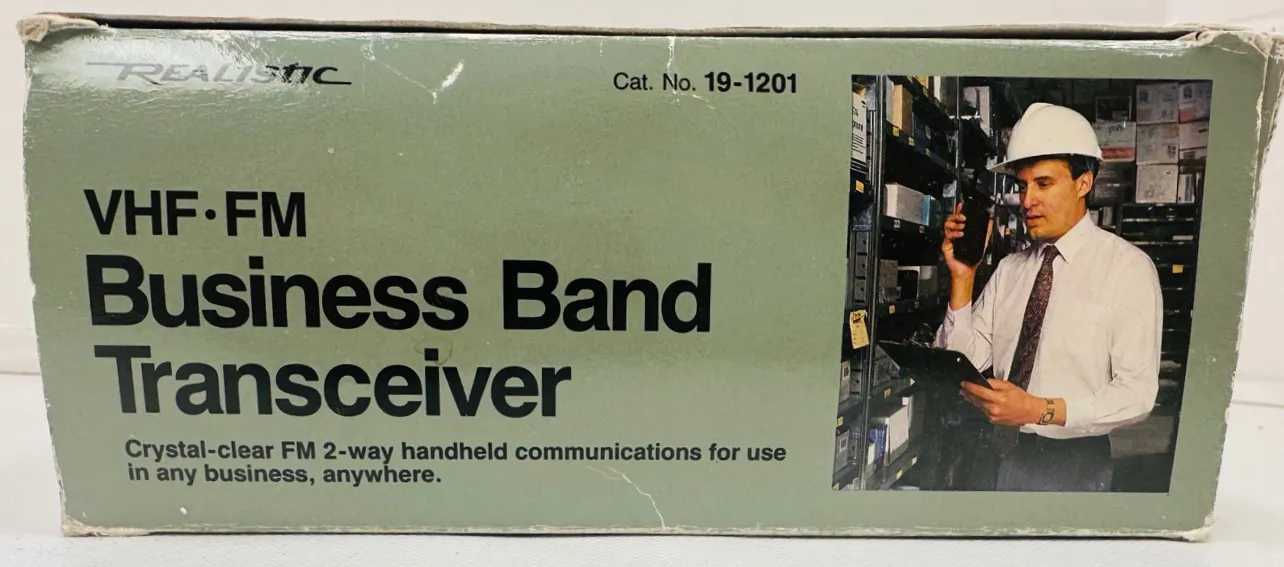 REALISTIC
Cat. No. 19-1201
VHF·FM
Business Band
Transceiver
Crystal-clear FM 2-way handheld communications for use
in any business, anywhere.